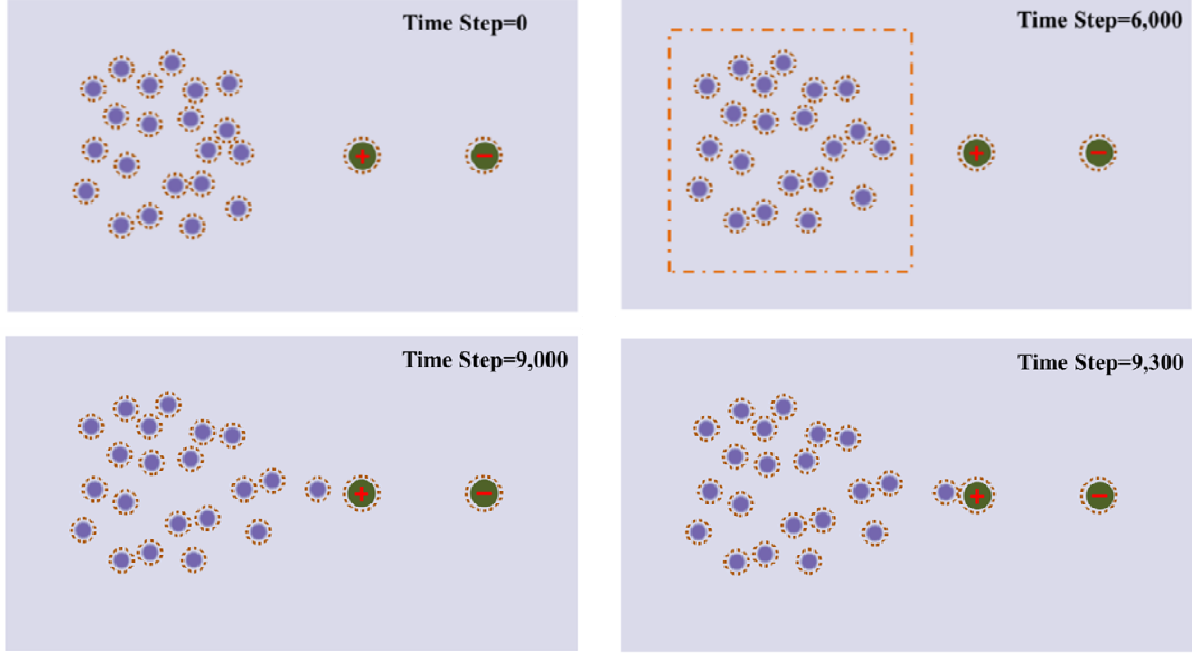 Time Step=0
+
−
Time Step=6,000
+
−
Time Step=9,000
+
−
Time Step=9,300
+
−